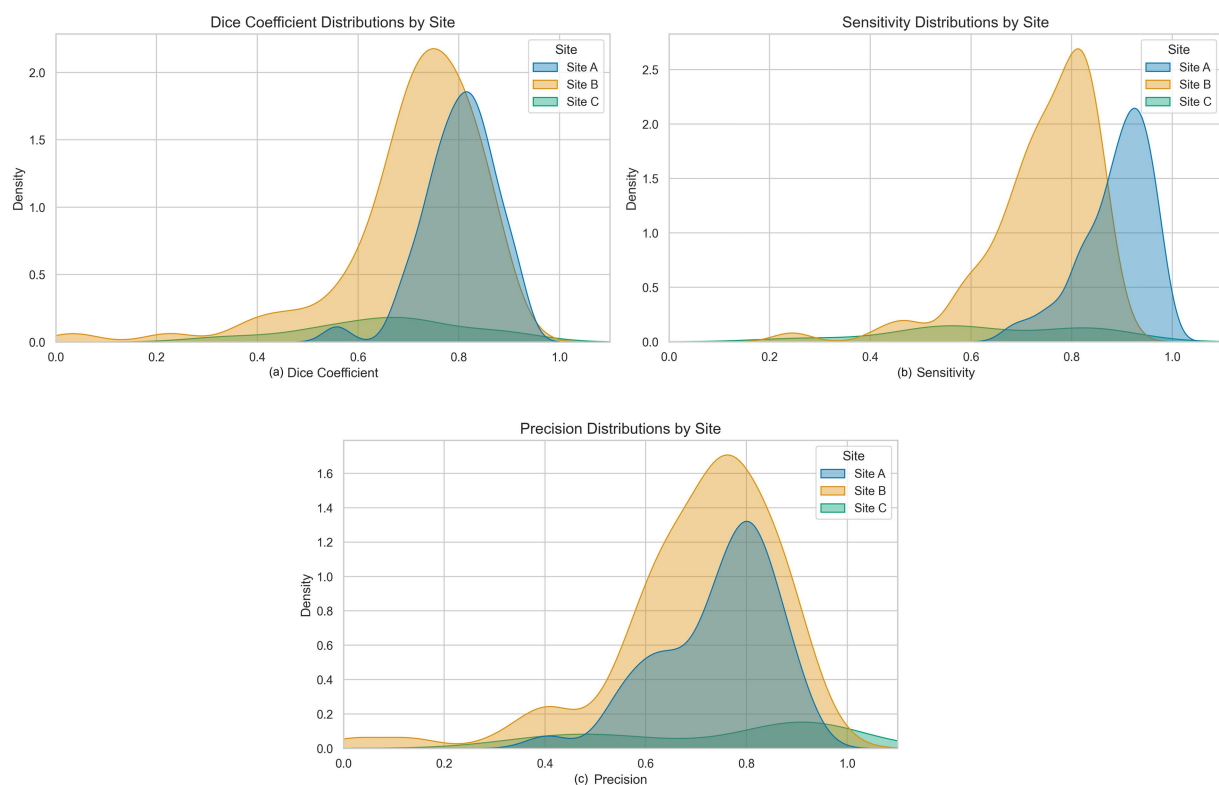 Dice Coefficient Distributions by Site
Density
2.0
1.5
1.0
0.5
0.0
0.0 0.2 0.4 0.6 0.8 1.0
(a) Dice Coefficient
Site
Site A
Site B
Site C
Sensitivity Distributions by Site
Density
2.5
2.0
1.5
1.0
0.5
0.0
0.0 0.2 0.4 0.6 0.8 1.0
(b) Sensitivity
Site
Site A
Site B
Site C
Precision Distributions by Site
Density
1.6
1.4
1.2
1.0
0.8
0.6
0.4
0.2
0.0
0.0 0.2 0.4 0.6 0.8 1.0
(c) Precision
Site
Site A
Site B
Site C